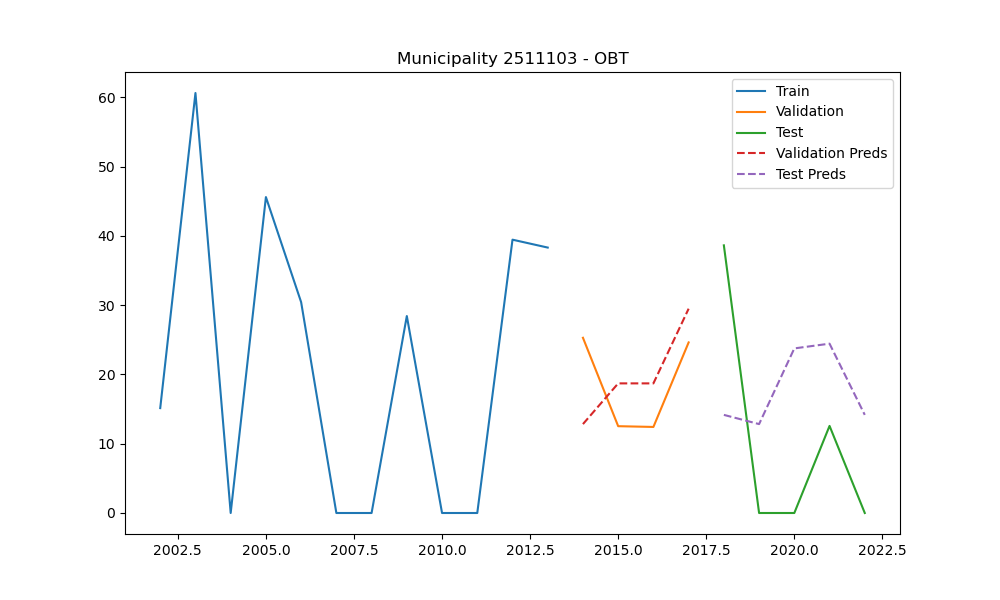 Municipality 2511103 - OBT
Train
Validation
Test
Validation Preds
Test Preds
60
50
40
30
20
10
0
2002.5 2005.0 2007.5 2010.0 2012.5 2015.0 2017.5 2020.0 2022.5